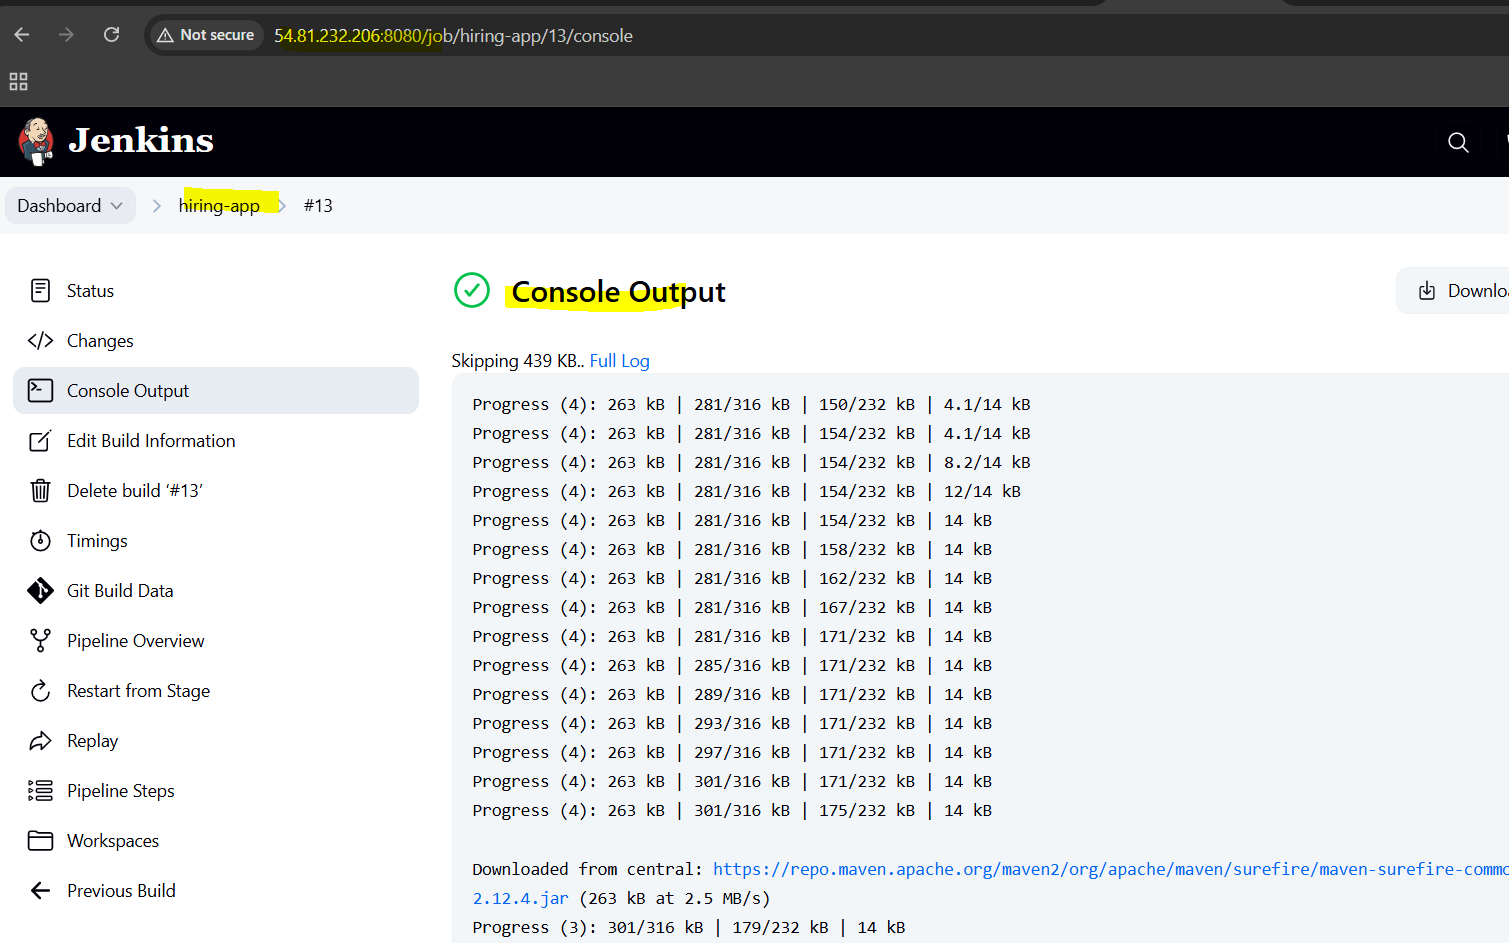 Not secure 54.81.232.206:8080/job/hiring-app/13/console
Jenkins
Dashboard hiring-app #13
Status
Changes
Console Output
Edit Build Information
Delete build ‘#13’
Timings
Git Build Data
Pipeline Overview
Restart from Stage
Replay
Pipeline Steps
Workspaces
Previous Build
Console Output
Downlo
Skipping 439 KB.. Full Log
Progress (4): 263 kB | 281/316 kB | 150/232 kB | 4.1/14 kB
Progress (4): 263 kB | 281/316 kB | 154/232 kB | 4.1/14 kB
Progress (4): 263 kB | 281/316 kB | 154/232 kB | 8.2/14 kB
Progress (4): 263 kB | 281/316 kB | 154/232 kB | 12/14 kB
Progress (4): 263 kB | 281/316 kB | 154/232 kB | 14 kB
Progress (4): 263 kB | 281/316 kB | 158/232 kB | 14 kB
Progress (4): 263 kB | 281/316 kB | 162/232 kB | 14 kB
Progress (4): 263 kB | 281/316 kB | 167/232 kB | 14 kB
Progress (4): 263 kB | 281/316 kB | 171/232 kB | 14 kB
Progress (4): 263 kB | 285/316 kB | 171/232 kB | 14 kB
Progress (4): 263 kB | 289/316 kB | 171/232 kB | 14 kB
Progress (4): 263 kB | 293/316 kB | 171/232 kB | 14 kB
Progress (4): 263 kB | 297/316 kB | 171/232 kB | 14 kB
Progress (4): 263 kB | 301/316 kB | 171/232 kB | 14 kB
Progress (4): 263 kB | 301/316 kB | 175/232 kB | 14 kB
Downloaded from central: https://repo.maven.apache.org/maven2/org/apache/maven/surefire/maven-surefire-commo
2.12.4.jar (263 kB at 2.5 MB/s)
Progress (3): 301/316 kB | 179/232 kB | 14 kB